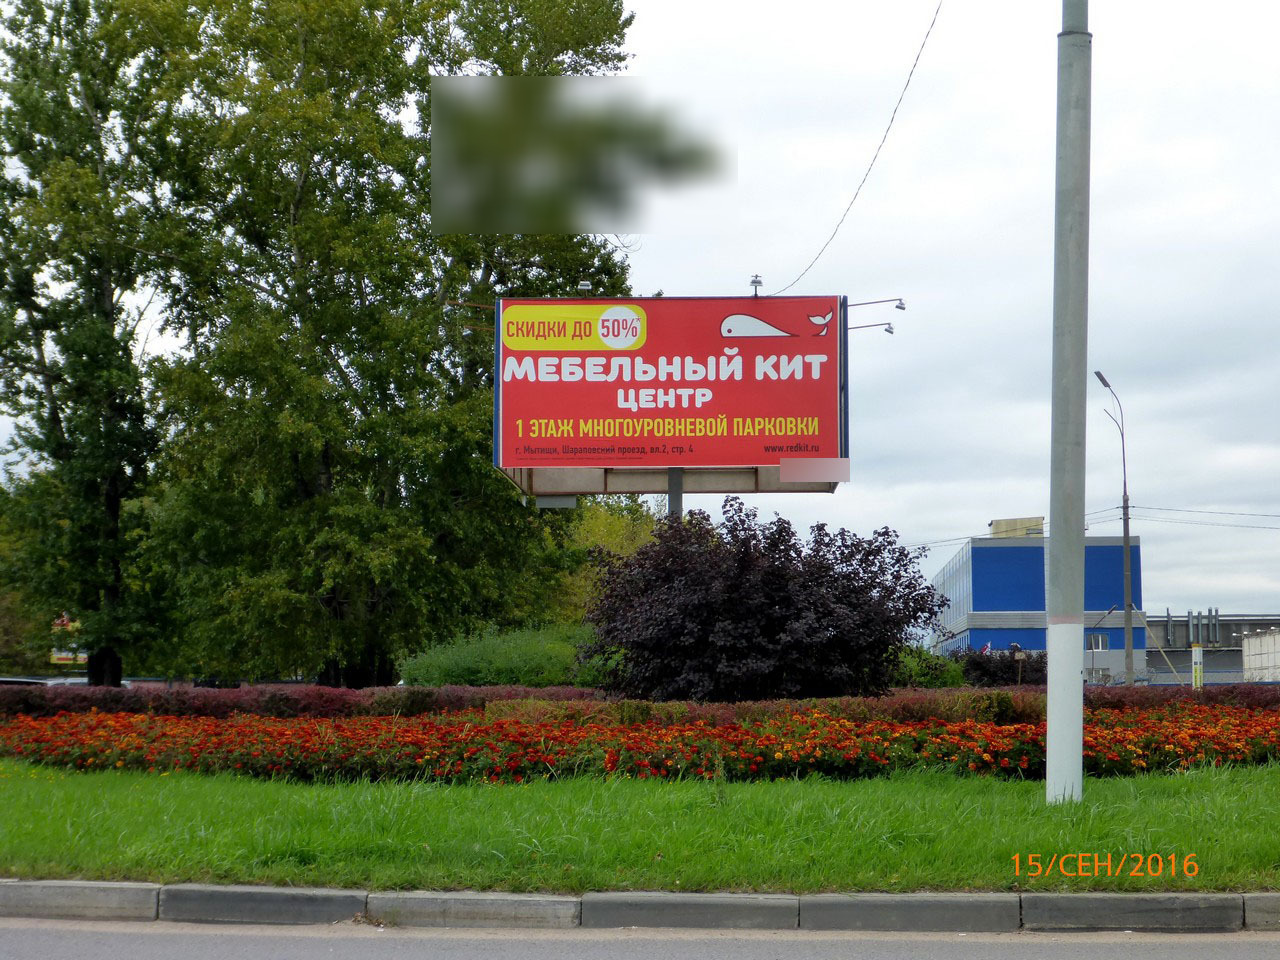 СКИДКИ ДО 50%*
МЕБЕЛЬНЫЙ КИТ
ЦЕНТР
1 ЭТАЖ МНОГОУРОВНЕВОЙ ПАРКОВКИ
г. Мытищи, Шараповский проезд, вл.2, стр. 4 www.redkit.ru
15/СЕН/2016